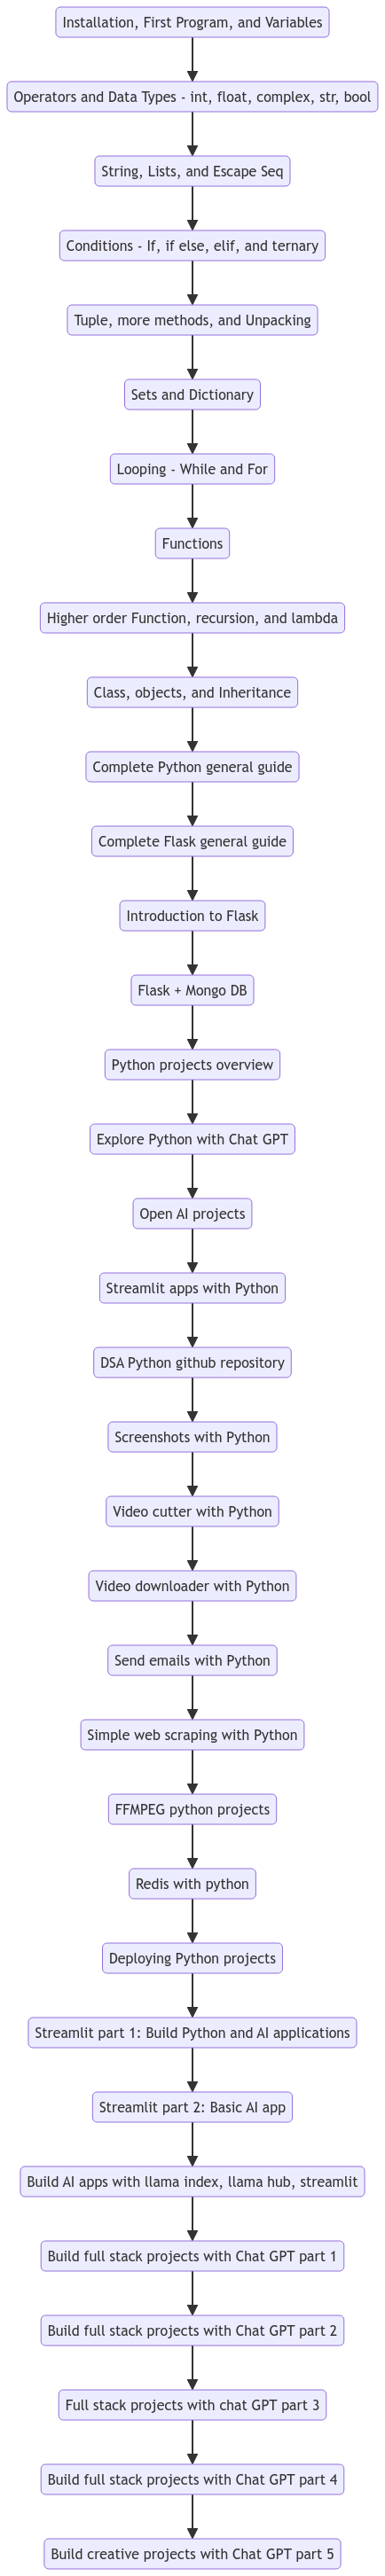 Installation, First Program, and Variables
Operators and Data Types - int, float, complex, str, bool
String, Lists, and Escape Seq
Conditions - If, if else, elif, and ternary
Tuple, more methods, and Unpacking
Sets and Dictionary
Looping - While and For
Functions
Higher order Function, recursion, and lambda
Class, objects, and Inheritance
Complete Python general guide
Complete Flask general guide
Introduction to Flask
Flask + Mongo DB
Python projects overview
Explore Python with Chat GPT
Open AI projects
Streamlit apps with Python
DSA Python github repository
Screenshots with Python
Video cutter with Python
Video downloader with Python
Send emails with Python
Simple web scraping with Python
FFMPEG python projects
Redis with python
Deploying Python projects
Streamlit part 1: Build Python and AI applications
Streamlit part 2: Basic AI app
Build AI apps with llama index, llama hub, streamlit
Build full stack projects with Chat GPT part 1
Build full stack projects with Chat GPT part 2
Full stack projects with chat GPT part 3
Build full stack projects with Chat GPT part 4
Build creative projects with Chat GPT part 5